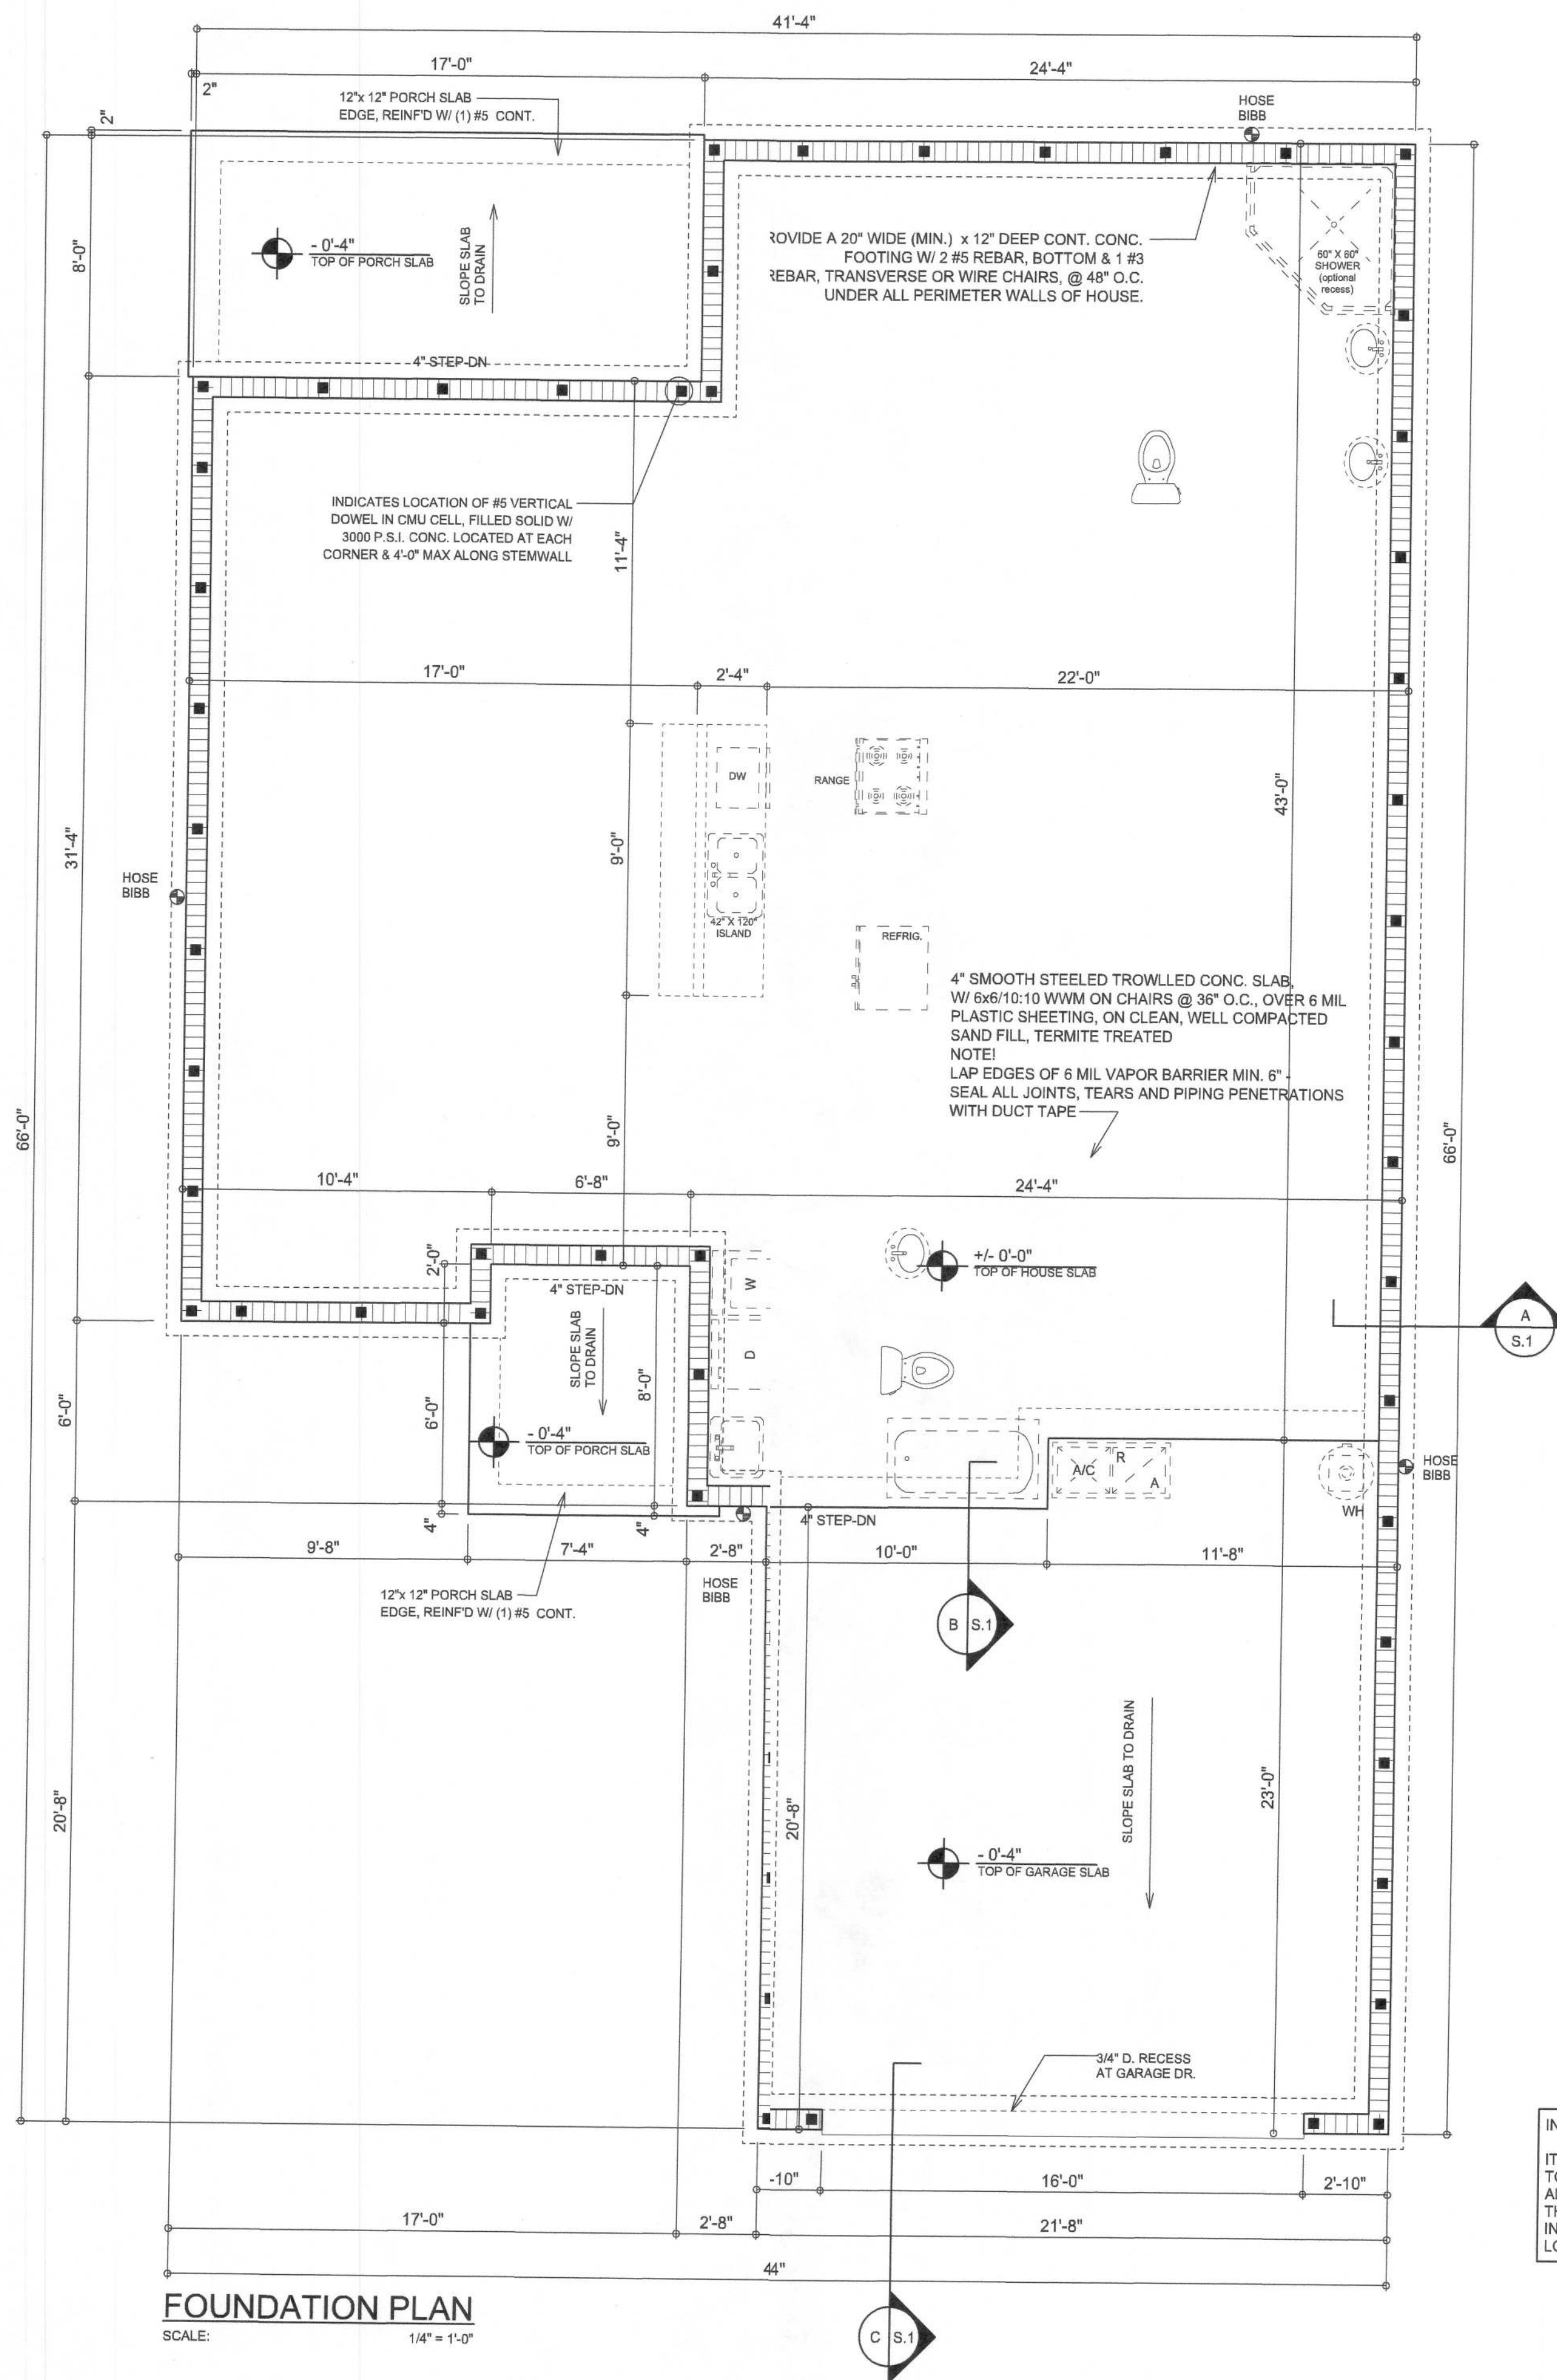 41'-4"
17'-0"
24'-4"
2"
2"
12"x 12" PORCH SLAB
EDGE, REINF'D W/ (1) #5 CONT.
HOSE
BIBB
8'-0"
- 0'-4"
TOP OF PORCH SLAB
SLOPE SLAB
TO DRAIN
ROVIDE A 20" WIDE (MIN.) x 12" DEEP CONT. CONC.
FOOTING W/ 2 #5 REBAR, BOTTOM & 1 #3
REBAR, TRANSVERSE OR WIRE CHAIRS, @ 48" O.C.
UNDER ALL PERIMETER WALLS OF HOUSE.
60" X 60"
SHOWER
(optional
recess)
4" STEP-DN
INDICATES LOCATION OF #5 VERTICAL
DOWEL IN CMU CELL, FILLED SOLID W/
3000 P.S.I. CONC. LOCATED AT EACH
CORNER & 4'-0" MAX ALONG STEMWALL
11'-4"
17'-0"
2'-4"
22'-0"
DW
RANGE
43'-0"
31'-4"
9'-0"
HOSE
BIBB
42" X 120"
ISLAND
REFRIG.
4" SMOOTH STEELED TROWLLED CONC. SLAB,
W/ 6x6/10:10 WWM ON CHAIRS @ 36" O.C., OVER 6 MIL
PLASTIC SHEETING, ON CLEAN, WELL COMPACTED
SAND FILL, TERMITE TREATED
NOTE!
LAP EDGES OF 6 MIL VAPOR BARRIER MIN. 6" -
SEAL ALL JOINTS, TEARS AND PIPING PENETRATIONS
WITH DUCT TAPE
66'-0"
9'-0"
66'-0"
10'-4"
6'-8"
24'-4"
2'-0"
4" STEP-DN
W
+/- 0'-0"
TOP OF HOUSE SLAB
A
S.1
SLOPE SLAB
TO DRAIN
D
6'-0"
6'-0"
8'-0"
- 0'-4"
TOP OF PORCH SLAB
A/C
R
A
HOSE
BIBB
WH
4"
4"
4" STEP-DN
9'-8"
7'-4"
2'-8"
10'-0"
11'-8"
12"x 12" PORCH SLAB
EDGE, REINF'D W/ (1) #5 CONT.
HOSE
BIBB
B
S.1
SLOPE SLAB TO DRAIN
20'-8"
20'-8"
23'-0"
- 0'-4"
TOP OF GARAGE SLAB
3/4" D. RECESS
AT GARAGE DR.
-10"
16'-0"
2'-10"
17'-0"
2'-8"
21'-8"
44"
IN
IT
TO
TH
IN
LO
FOUNDATION PLAN
SCALE: 1/4" = 1'-0"
C
S.1